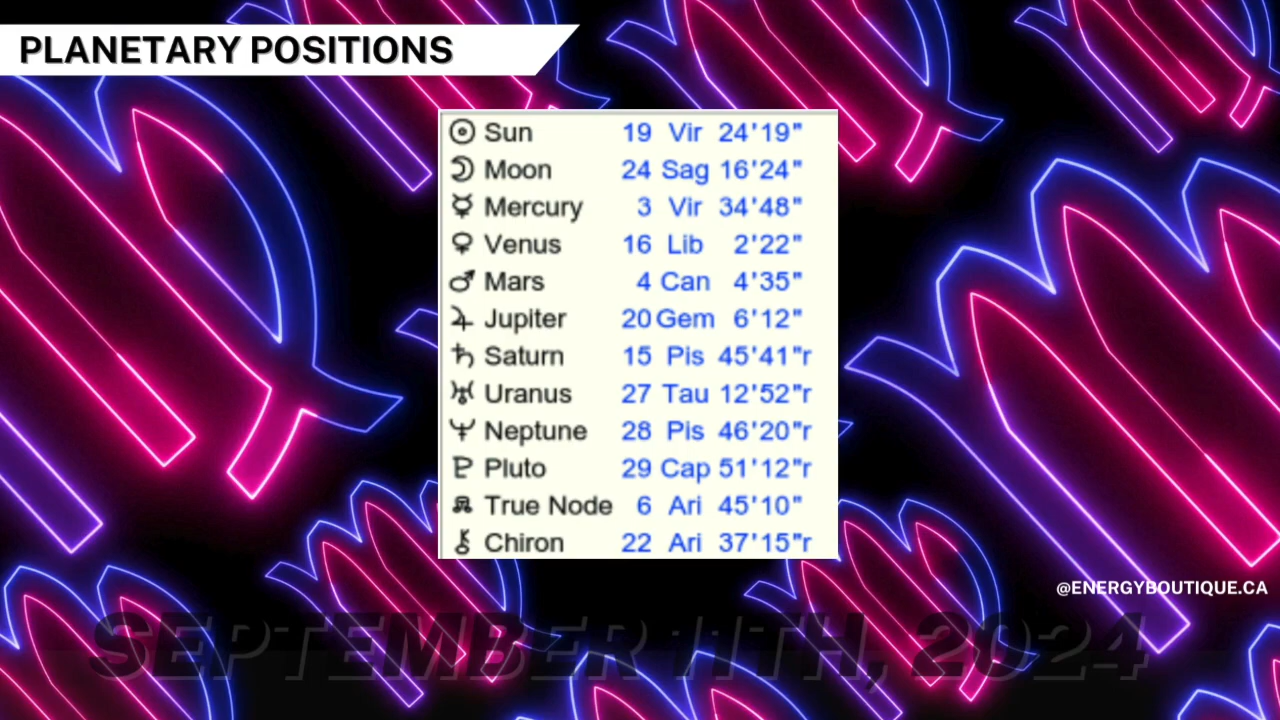 PLANETARY POSITIONS
Sun 19 Vir 24'19"
Moon 24 Sag 16'24"
Mercury 3 Vir 34'48"
Venus 16 Lib 2'22"
Mars 4 Can 4'35"
Jupiter 20 Gem 6'12"
Saturn 15 Pis 45'41"r
Uranus 27 Tau 12'52"r
Neptune 28 Pis 46'20"r
Pluto 29 Cap 51'12"r
True Node 6 Ari 45'10"
Chiron 22 Ari 37'15"r
@ENERGYBOUTIQUE.CA
SEPTEMBER 11TH, 2024